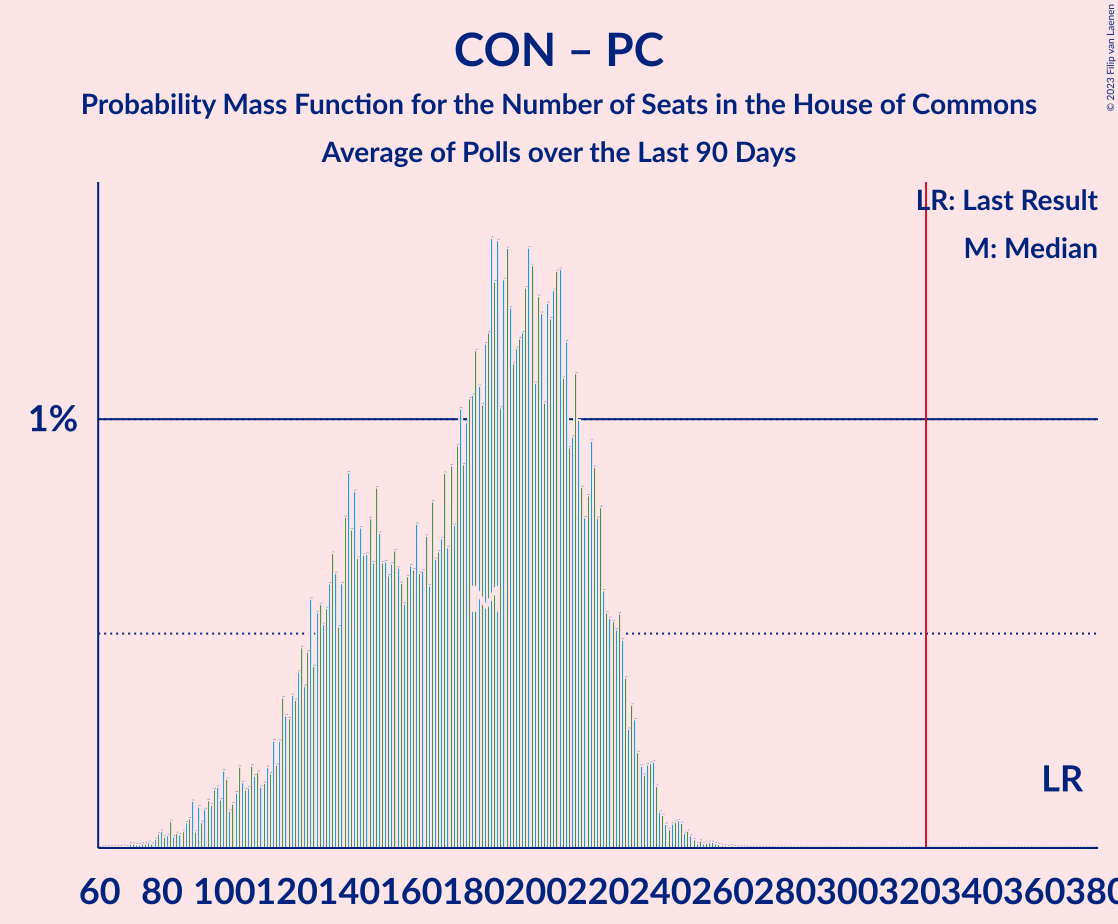 CON – PC
Probability Mass Function for the Number of Seats in the House of Commons
Average of Polls over the Last 90 Days
© 2023 Filip van Laenen
LR: Last Result
M: Median
1%
M
LR
60 80 100 120 140 160 180 200 220 240 260 280 300 320 340 360 380